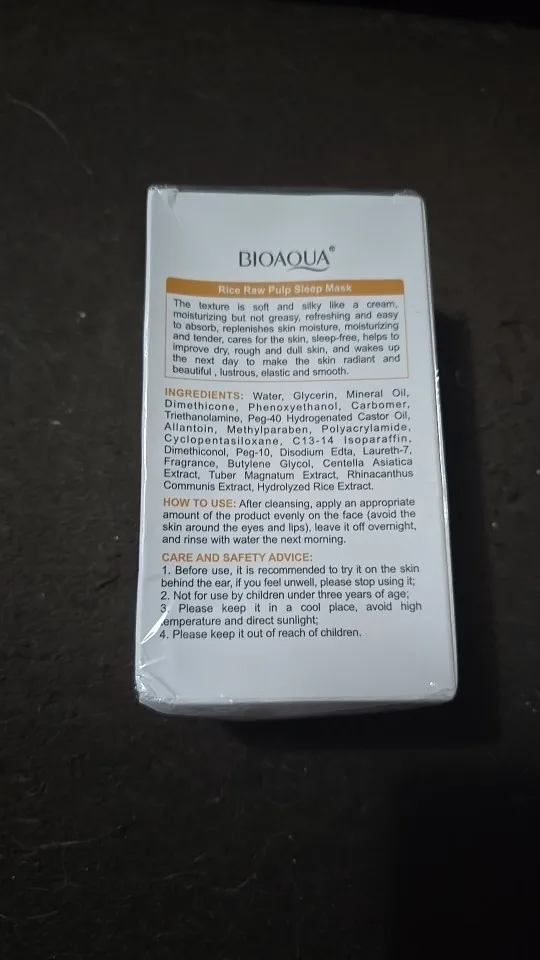 BIOAQUA®
Rice Raw Pulp Sleep Mask
The texture is soft and silky like a cream,
moisturizing but not greasy, refreshing and easy
to absorb, replenishes skin moisture, moisturizing
and tender, cares for the skin, sleep-free, helps to
improve dry, rough and dull skin, and wakes up
the next day to make the skin radiant and
beautiful , lustrous, elastic and smooth.
INGREDIENTS: Water, Glycerin, Mineral Oil,
Dimethicone, Phenoxyethanol, Carbomer,
Triethanolamine, Peg-40 Hydrogenated Castor Oil,
Allantoin, Methylparaben, Polyacrylamide,
Cyclopentasiloxane, C13-14 Isoparaffin,
Dimethiconol, Peg-10, Disodium Edta, Laureth-7,
Fragrance, Butylene Glycol, Centella Asiatica
Extract, Tuber Magnatum Extract, Rhinacanthus
Communis Extract, Hydrolyzed Rice Extract.
HOW TO USE: After cleansing, apply an appropriate
amount of the product evenly on the face (avoid the
skin around the eyes and lips), leave it off overnight,
and rinse with water the next morning.
CARE AND SAFETY ADVICE:
1. Before use, it is recommended to try it on the skin
behind the ear, if you feel unwell, please stop using it;
2. Not for use by children under three years of age;
3. Please keep it in a cool place, avoid high
temperature and direct sunlight;
4. Please keep it out of reach of children.